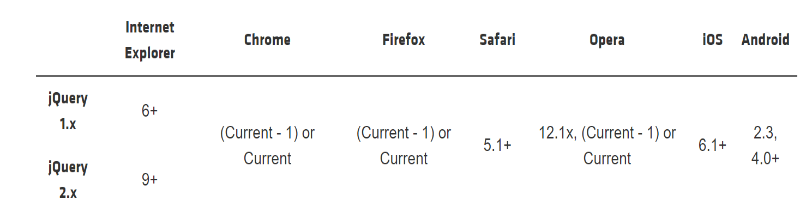 Internet
Explorer
Chrome
Firefox
Safari
Opera
iOS
Android
jQuery
1.x
6+
(Current - 1) or
Current
(Current - 1) or
Current
5.1+
12.1x, (Current - 1) or
Current
6.1+
2.3,
4.0+
jQuery
2.x
9+